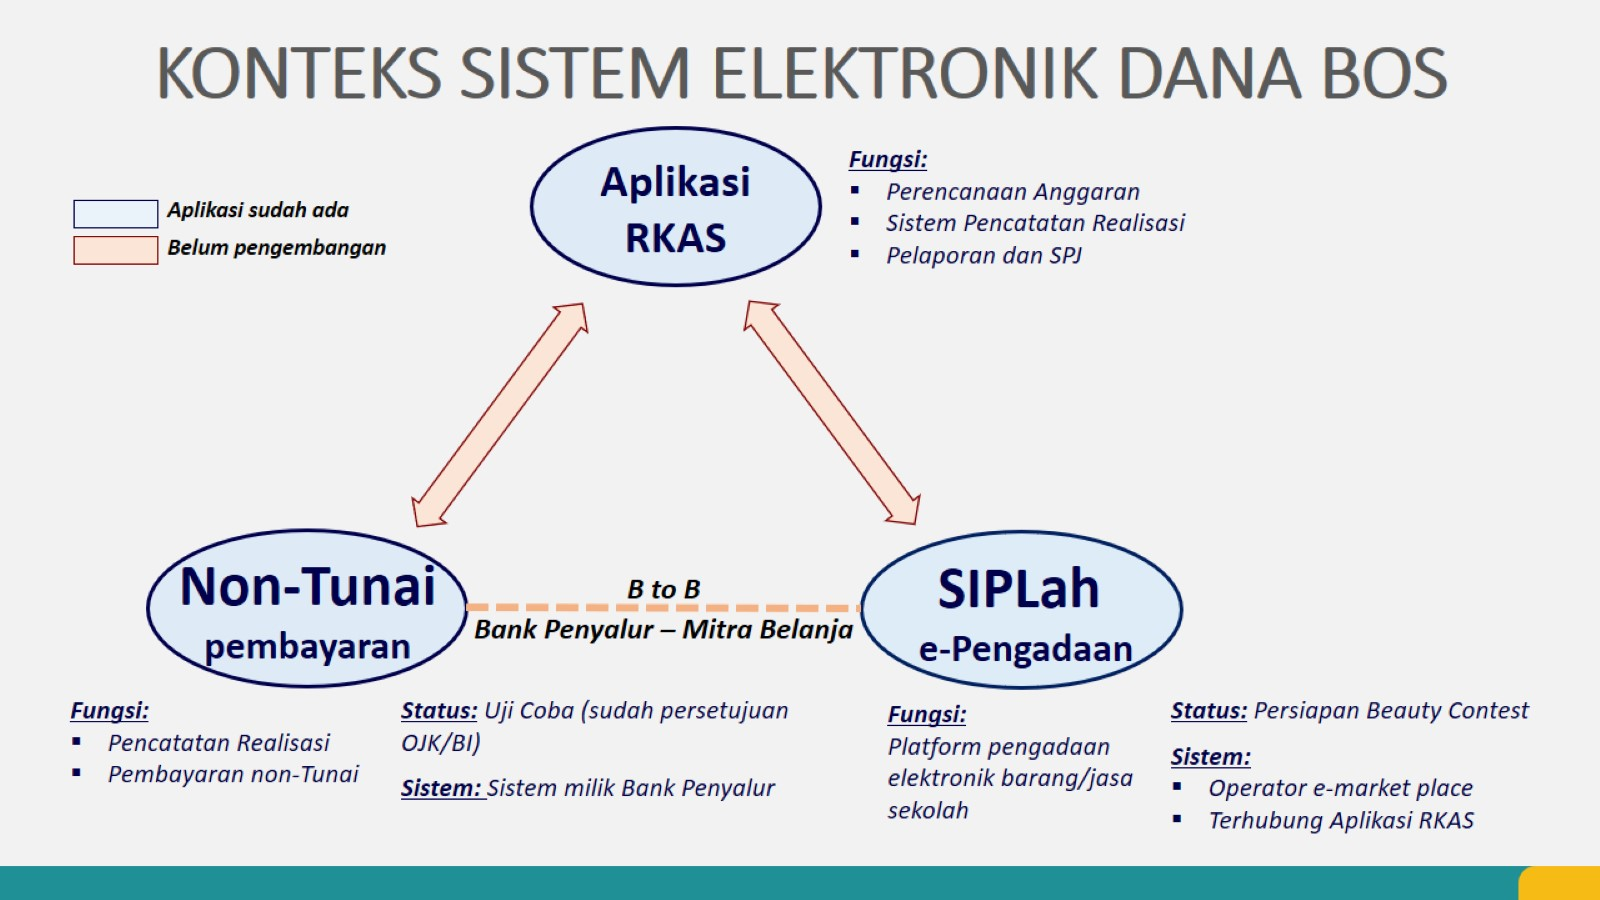 KONTEKS SISTEM ELEKTRONIK DANA BOS
Aplikasi sudah ada
Belum pengembangan
Aplikasi
RKAS
Fungsi:
▪ Perencanaan Anggaran
▪ Sistem Pencatatan Realisasi
▪ Pelaporan dan SPJ
Non-Tunai
pembayaran
B to B
Bank Penyalur – Mitra Belanja
SIPLah
e-Pengadaan
Fungsi:
▪ Pencatatan Realisasi
▪ Pembayaran non-Tunai
Status: Uji Coba (sudah persetujuan
OJK/BI)
Sistem: Sistem milik Bank Penyalur
Fungsi:
Platform pengadaan
elektronik barang/jasa
sekolah
Status: Persiapan Beauty Contest
Sistem:
▪ Operator e-market place
▪ Terhubung Aplikasi RKAS